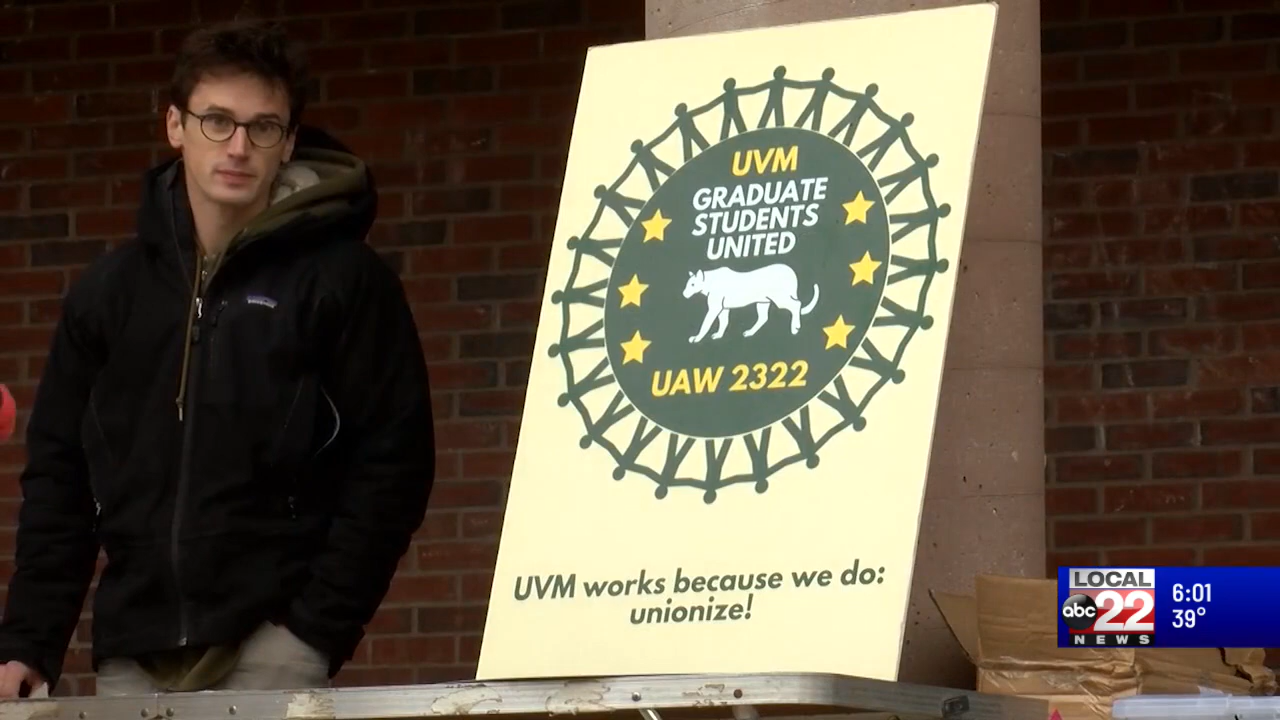 UVM
GRADUATE
STUDENTS
UNITED
UAW 2322
UVM works because we do:
unionize!
patagonia
LOCAL
abc 22
NEWS
6:01
39°